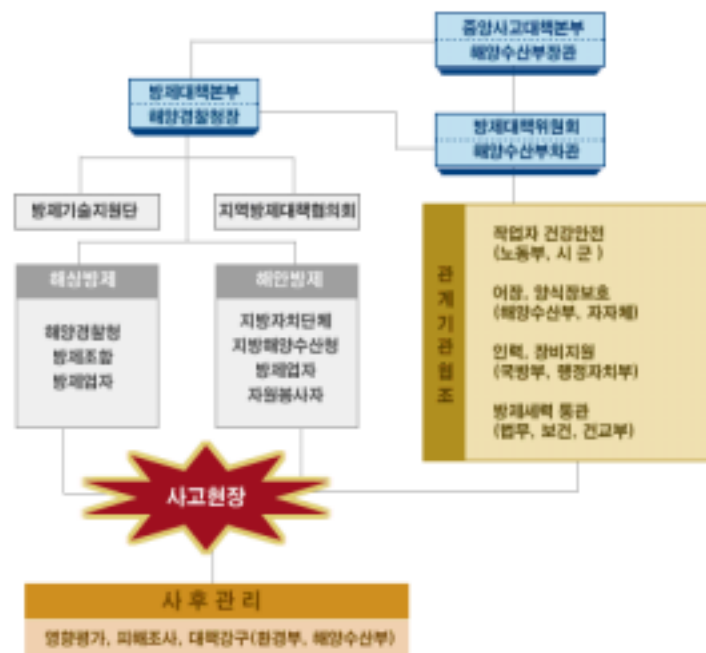 중앙사고대책본부
해양수산부장관
방제대책본부
해양경찰청장
방제대책위원회
해양수산부차관
방제기술지원단
지역방제대책협의회
해상방제
해양경찰청
방제조합
방제업자
해안방제
지방자치단체
지방해양수산청
방제업자
자원봉사자
관계기관협조
작업자 건강안전
(노동부, 시 군 )
어장, 양식장보호
(해양수산부, 자자체)
인력, 장비지원
(국방부, 행정자치부)
방제세력 통관
(법무, 보건, 건교부)
사고현장
사 후 관 리
영향평가, 피해조사, 대책강구(환경부, 해양수산부)